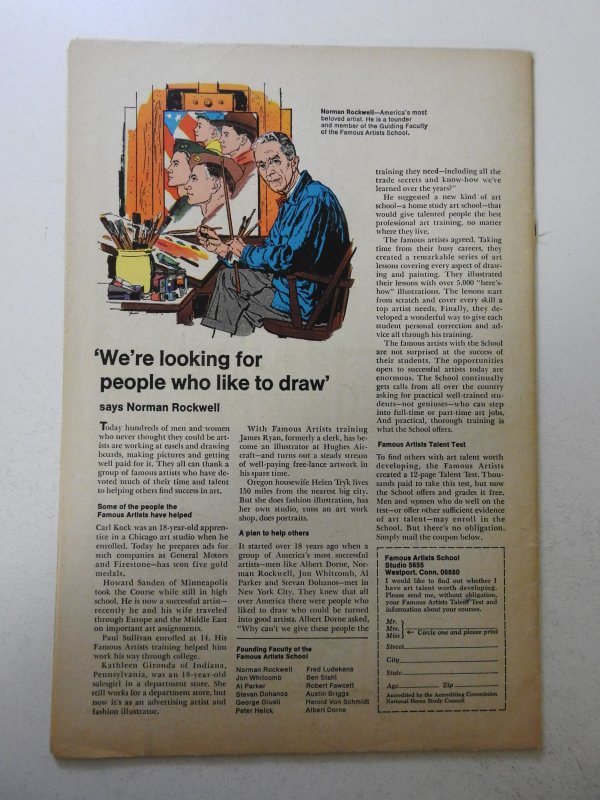 Norman Rockwell—America's most
beloved artist. He is a founder
and member of the Guiding Faculty
of the Famous Artists School.
'We're looking for
people who like to draw'
says Norman Rockwell
Today hundreds of men and women
who never thought they could be art-
ists are working at easels and drawing
boards, making pictures and getting
well paid for it. They all can thank a
group of famous artists who have de-
voted much of their time and talent
to helping others find success in art.
Some of the people the
Famous Artists have helped
Carl Kock was an 18-year-old appren-
tice in a Chicago art studio when he
enrolled. Today he prepares ads for
such companies as General Motors
and Firestone—has won five gold
medals.
Howard Sanden of Minneapolis
took the Course while still in high
school. He is now a successful artist—
recently he and his wife traveled
through Europe and the Middle East
on important art assignments.
Paul Sullivan enrolled at 14. His
Famous Artists training helped him
work his way through college.
Kathleen Gironda of Indiana,
Pennsylvania, was an 18-year-old
salesgirl in a department store. She
still works for a department store, but
now it's as an advertising artist and
fashion illustrator.
With Famous Artists training
James Ryan, formerly a clerk, has be-
come an illustrator at Hughes Air-
craft—and turns out a steady stream
of well-paying free-lance artwork in
his spare time.
Oregon housewife Helen Tryk lives
150 miles from the nearest big city.
But she does fashion illustration, has
her own studio, runs an art work
shop, does portraits.
A plan to help others
It started over 18 years ago when a
group of America's most successful
artists—men like Albert Dorne, Nor-
man Rockwell, Jon Whitcomb, Al
Parker and Stevan Dohanos—met in
New York City. They knew that all
over America there were people who
liked to draw who could be turned
into good artists. Albert Dorne asked,
"Why can't we give these people the
Founding Faculty of the
Famous Artists School
Norman Rockwell
Jon Whitcomb
Al Parker
Stevan Dohanos
George Giusti
Peter Helck
Fred Ludekens
Ben Stahl
Robert Fawcett
Austin Briggs
Harold Von Schmidt
Albert Dorne
training they need—including all the
trade secrets and know-how we've
learned over the years?"
He suggested a new kind of art
school—a home study art school—that
would give talented people the best
professional art training, no matter
where they live.
The famous artists agreed. Taking
time from their busy careers, they
created a remarkable series of art
lessons covering every aspect of draw-
ing and painting. They illustrated
their lessons with over 5,000 "here's-
how" illustrations. The lessons start
from scratch and cover every skill a
top artist needs. Finally, they de-
veloped a wonderful way to give each
student personal correction and ad-
vice all through his training.
The famous artists with the School
are not surprised at the success of
their students. The opportunities
open to successful artists today are
enormous. The School continually
gets calls from all over the country
asking for practical well-trained stu-
dents—not geniuses—who can step
into full-time or part-time art jobs.
And practical, thorough training is
what the School offers.
Famous Artists Talent Test
To find others with art talent worth
developing, the Famous Artists
created a 12-page Talent Test. Thou-
sands paid to take this test, but now
the School offers and grades it free.
Men and women who do well on the
test—or offer other sufficient evidence
of art talent—may enroll in the
School. But there's no obligation.
Simply mail the coupon below.
Famous Artists School
Studio 5655
Westport, Conn. 06880
I would like to find out whether I
have art talent worth developing.
Please send me, without obligation,
your Famous Artists Talent Test and
information about your courses.
Mr.
Mrs.
Miss
← Circle one and please print
Street
City
State
Age Zip
Accredited by the Accrediting Commission
National Home Study Council